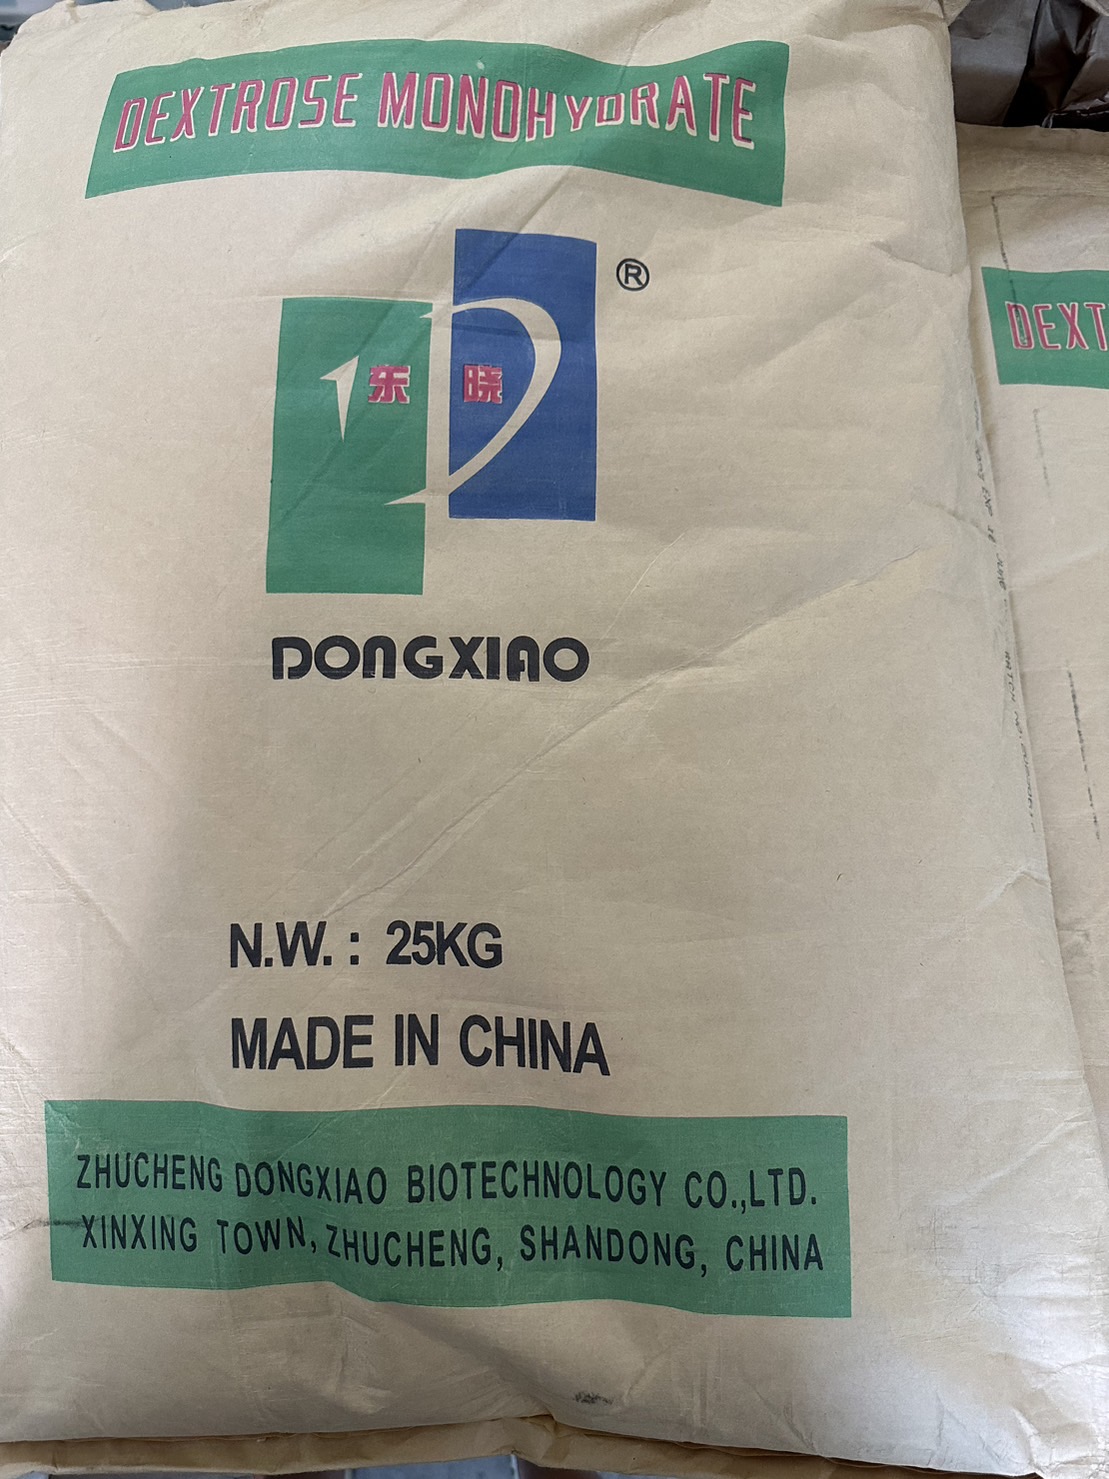 DEXTROSE MONOHYDRATE
®
东晓
DONGXIAO
N.W.: 25KG
MADE IN CHINA
ZHUCHENG DONGXIAO BIOTECHNOLOGY CO.,LTD.
XINXING TOWN, ZHUCHENG, SHANDONG, CHINA
DEXT